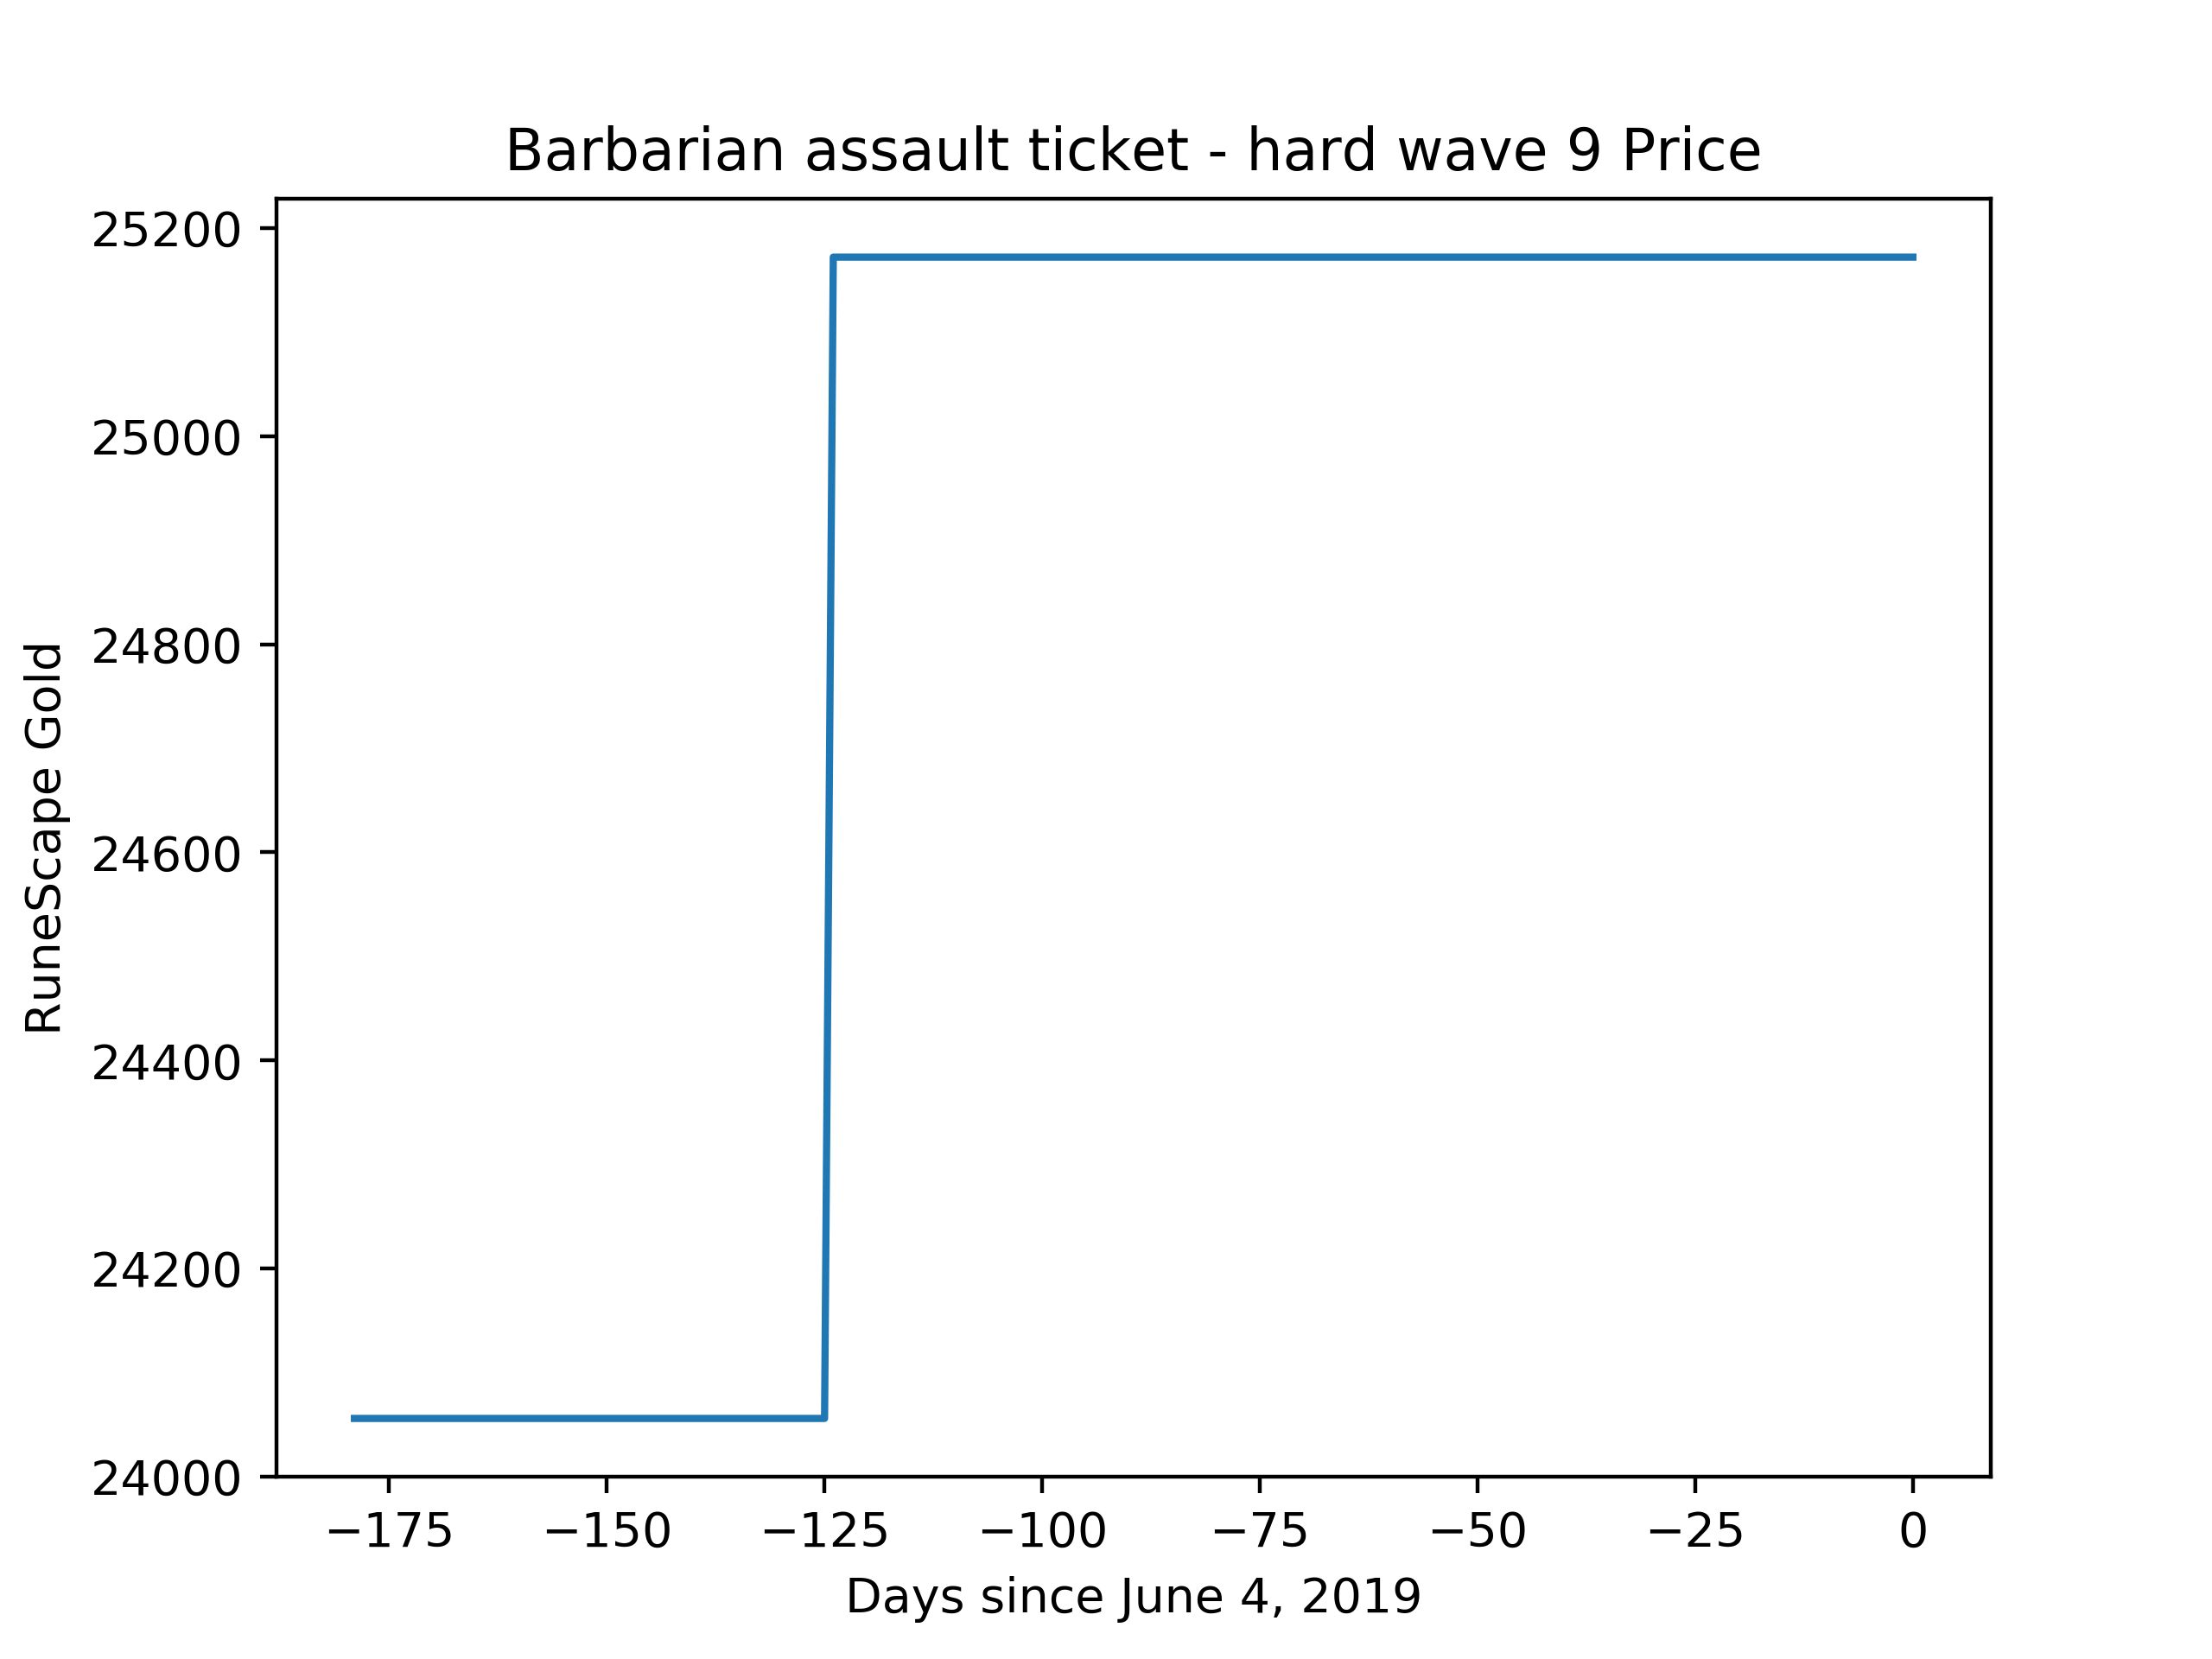 Barbarian assault ticket - hard wave 9 Price
RuneScape Gold
25200
25000
24800
24600
24400
24200
24000
−175 −150 −125 −100 −75 −50 −25 0
Days since June 4, 2019